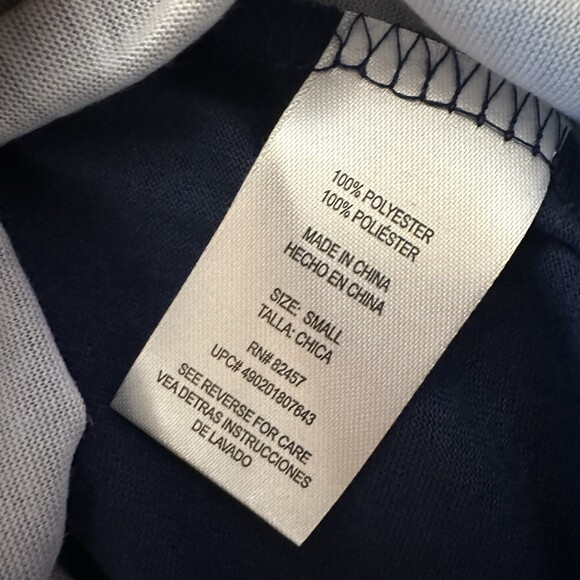 100% POLYESTER
100% POLIÉSTER
MADE IN CHINA
HECHO EN CHINA
SIZE: SMALL
TALLA: CHICA
RN# 82457
UPC# 490201907643
SEE REVERSE FOR CARE
VEA DETRAS INSTRUCCIONES
DE LAVADO